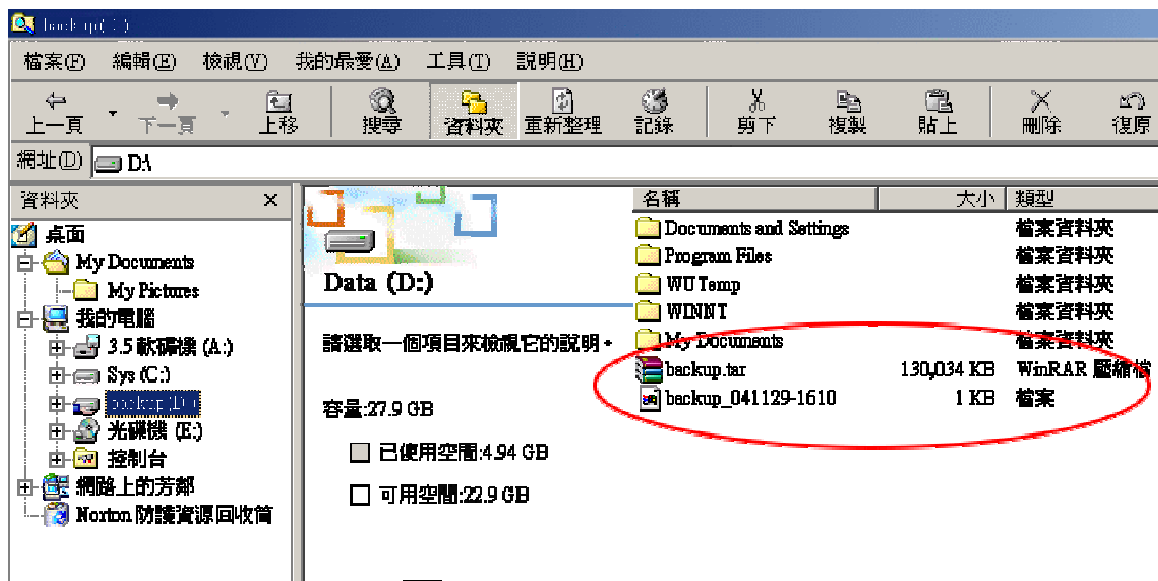 backup(D:)
檔案(F) 編輯(E) 檢視(V) 我的最愛(A) 工具(T) 說明(H)
上一頁 下一頁 上移 搜尋 資料夾 重新整理 記錄 剪下 複製 貼上 刪除 復原
網址(D) D:\
資料夾 ×
桌面
My Documents
My Pictures
我的電腦
3.5 軟碟機 (A:)
Sys (C:)
backup (D:)
光碟機 (E:)
控制台
網路上的芳鄰
Norton 防護資源回收筒
Data (D:)
請選取一個項目來檢視它的說明。
容量:27.9 GB
已使用空間:4.94 GB
可用空間:22.9 GB
名稱 大小 類型
Documents and Settings 檔案資料夾
Program Files 檔案資料夾
WU Temp 檔案資料夾
WINNT 檔案資料夾
My Documents 檔案資料夾
backup.tar 130,034 KB WinRAR 壓縮檔
backup_041129-1610 1 KB 檔案